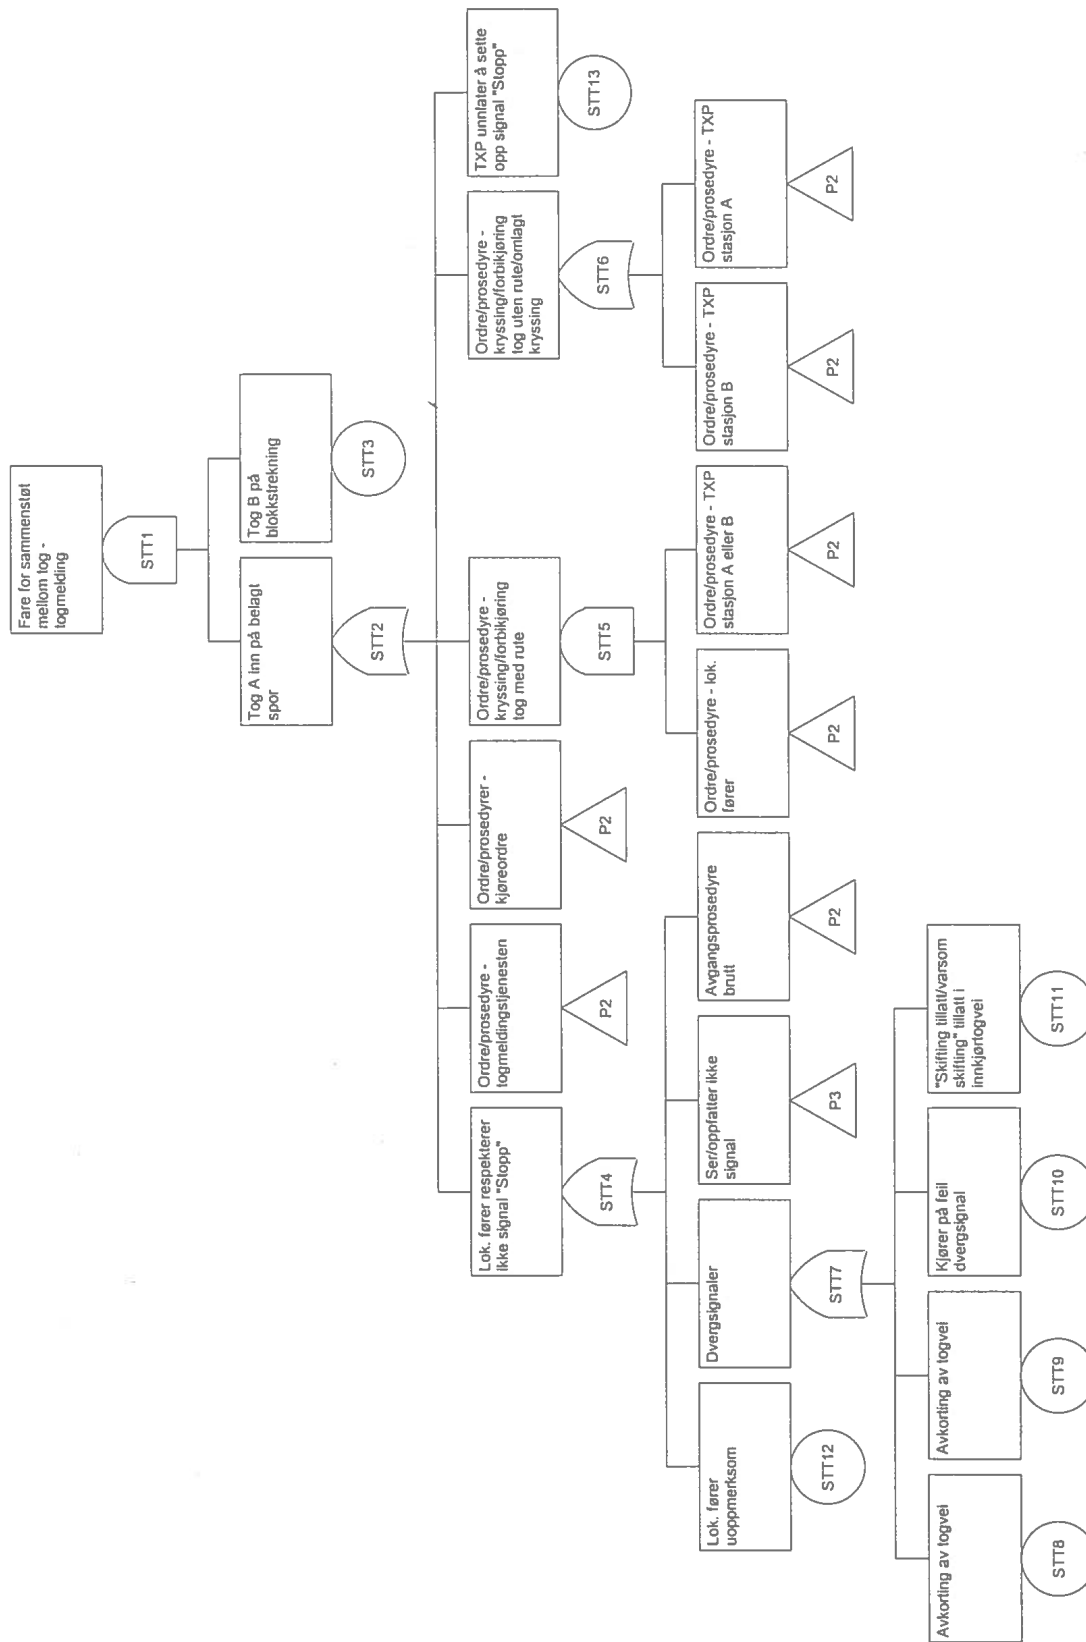 Fare for sammenstøt
mellom tog -
togmelding
STT1
Tog A inn på belagt
spor
STT2
Tog B på
blokkstrekning
STT3
Lok. fører respekterer
ikke signal "Stopp"
STT4
Ordre/prosedyre -
togmeldingstjenesten
P2
Ordre/prosedyrer -
kjøreordre
P2
Ordre/prosedyre -
kryssing/forbikjøring
tog med rute
STT5
Ordre/prosedyre -
kryssing/forbikjøring
tog uten rute/omlagt
kryssing
STT6
TXP unnlater å sette
opp signal "Stopp"
STT13
Lok. fører
uoppmerksom
STT12
Dvergsignaler
STT7
Ser/oppfatter ikke
signal
P3
Avgangsprosedyre
brutt
P2
Ordre/prosedyre - lok.
fører
P2
Ordre/prosedyre - TXP
stasjon A eller B
P2
Ordre/prosedyre - TXP
stasjon B
P2
Ordre/prosedyre - TXP
stasjon A
P2
Avkorting av togvei
STT8
Avkorting av togvei
STT9
Kjører på feil
dvergsignal
STT10
"Skifting tillatt/varsom
skifting" tillatt i
innkjørtogvei
STT11